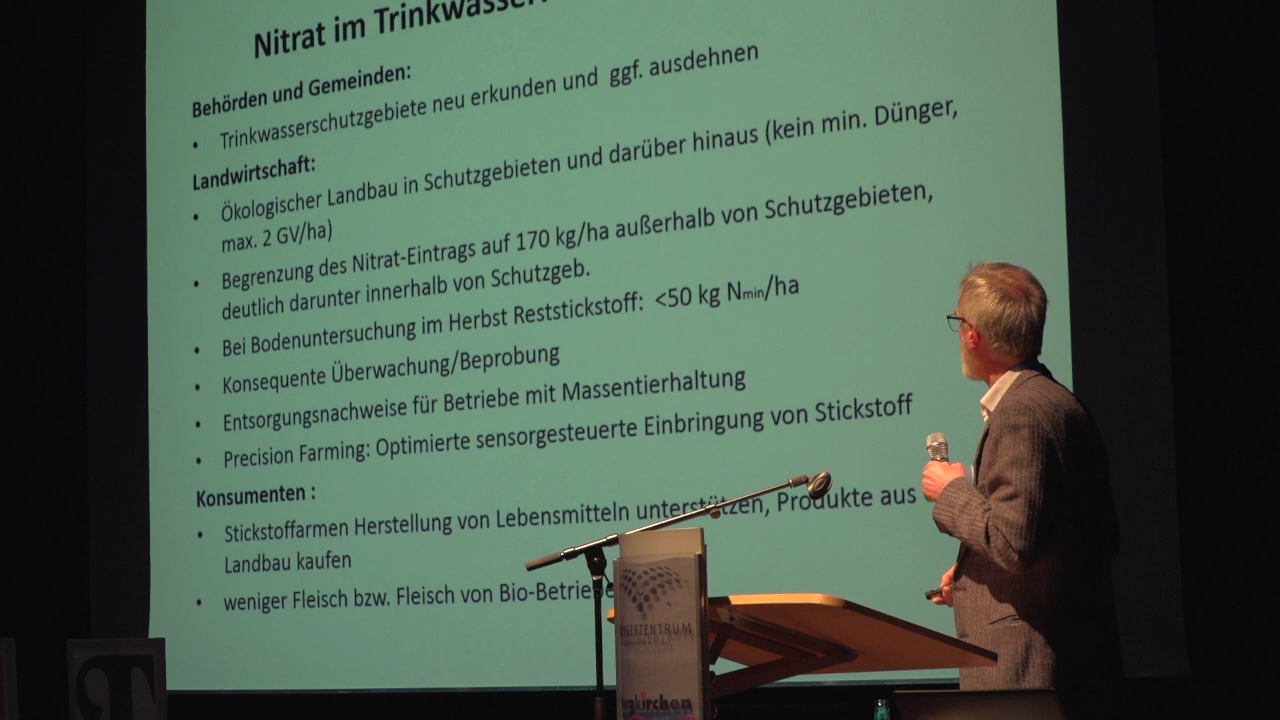 Nitrat im Trinkwasser
Behörden und Gemeinden:
• Trinkwasserschutzgebiete neu erkunden und ggf. ausdehnen
Landwirtschaft:
• Ökologischer Landbau in Schutzgebieten und darüber hinaus (kein min. Dünger,
max. 2 GV/ha)
• Begrenzung des Nitrat-Eintrags auf 170 kg/ha außerhalb von Schutzgebieten,
deutlich darunter innerhalb von Schutzgeb.
• Bei Bodenuntersuchung im Herbst Reststickstoff: <50 kg Nmin/ha
• Konsequente Überwachung/Beprobung
• Entsorgungsnachweise für Betriebe mit Massentierhaltung
• Precision Farming: Optimierte sensorgesteuerte Einbringung von Stickstoff
Konsumenten :
• Stickstoffarmen Herstellung von Lebensmitteln unterstützen, Produkte aus
Landbau kaufen
• weniger Fleisch bzw. Fleisch von Bio-Betriebe
GERZENTRUM
rgkirchen
T